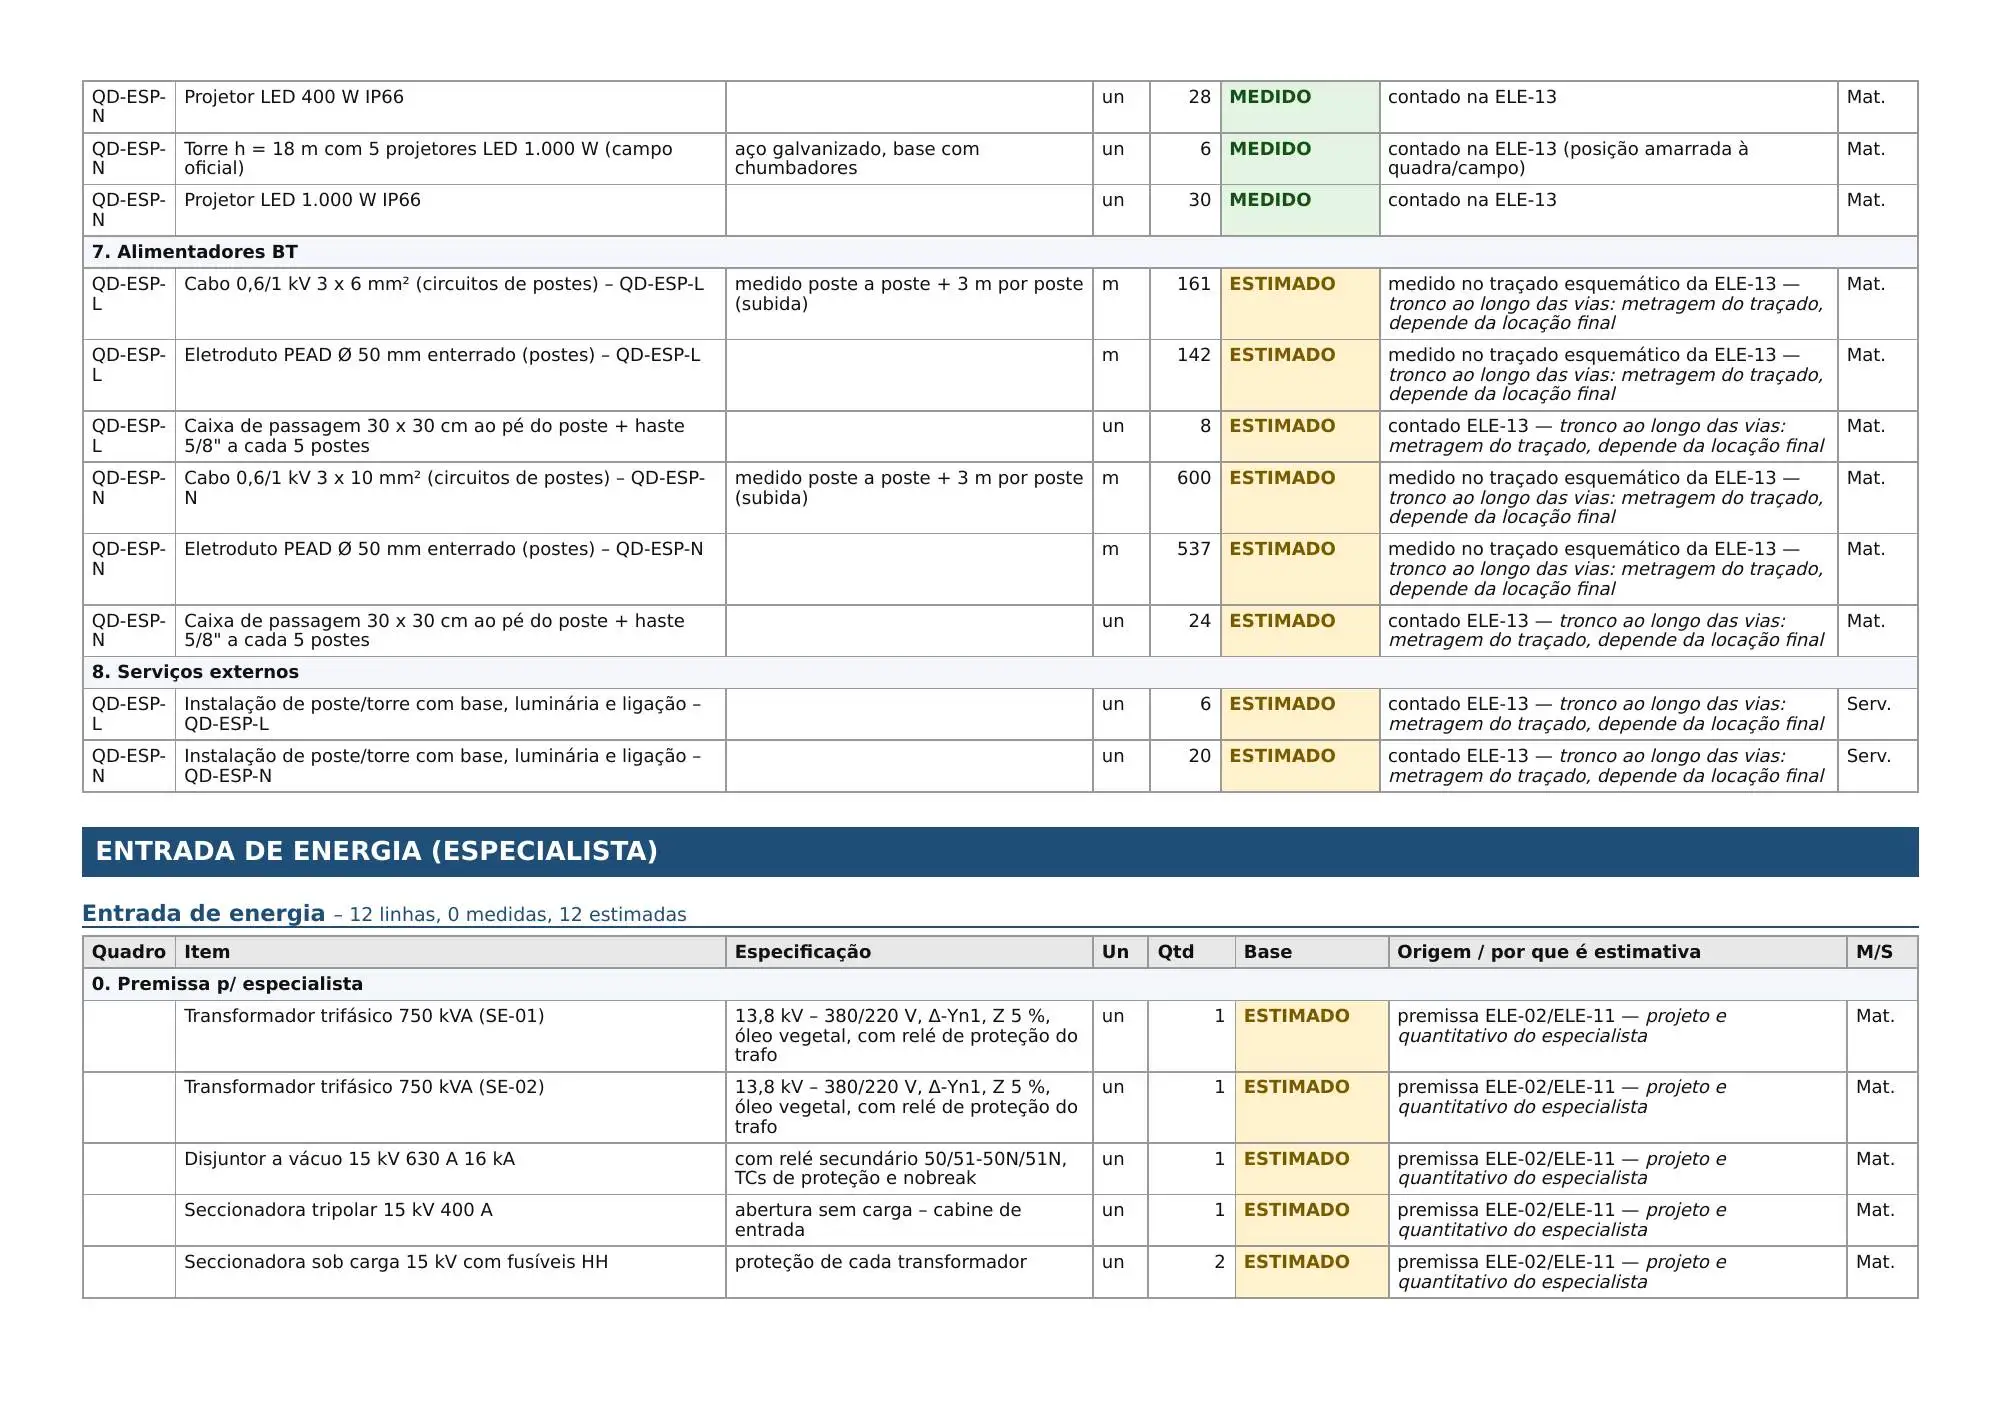 QD-ESP-
N
Projetor LED 400 W IP66
un
28
MEDIDO
contado na ELE-13
Mat.
QD-ESP-
N
Torre h = 18 m com 5 projetores LED 1.000 W (campo
oficial)
aço galvanizado, base com
chumbadores
un
6
MEDIDO
contado na ELE-13 (posição amarrada à
quadra/campo)
Mat.
QD-ESP-
N
Projetor LED 1.000 W IP66
un
30
MEDIDO
contado na ELE-13
Mat.
7. Alimentadores BT
QD-ESP-
L
Cabo 0,6/1 kV 3 x 6 mm² (circuitos de postes) – QD-ESP-L
medido poste a poste + 3 m por poste
(subida)
m
161
ESTIMADO
medido no traçado esquemático da ELE-13 —
tronco ao longo das vias: metragem do traçado,
depende da locação final
Mat.
QD-ESP-
L
Eletroduto PEAD Ø 50 mm enterrado (postes) – QD-ESP-L
m
142
ESTIMADO
medido no traçado esquemático da ELE-13 —
tronco ao longo das vias: metragem do traçado,
depende da locação final
Mat.
QD-ESP-
L
Caixa de passagem 30 x 30 cm ao pé do poste + haste
5/8" a cada 5 postes
un
8
ESTIMADO
contado ELE-13 — tronco ao longo das vias:
metragem do traçado, depende da locação final
Mat.
QD-ESP-
N
Cabo 0,6/1 kV 3 x 10 mm² (circuitos de postes) – QD-ESP-
N
medido poste a poste + 3 m por poste
(subida)
m
600
ESTIMADO
medido no traçado esquemático da ELE-13 —
tronco ao longo das vias: metragem do traçado,
depende da locação final
Mat.
QD-ESP-
N
Eletroduto PEAD Ø 50 mm enterrado (postes) – QD-ESP-N
m
537
ESTIMADO
medido no traçado esquemático da ELE-13 —
tronco ao longo das vias: metragem do traçado,
depende da locação final
Mat.
QD-ESP-
N
Caixa de passagem 30 x 30 cm ao pé do poste + haste
5/8" a cada 5 postes
un
24
ESTIMADO
contado ELE-13 — tronco ao longo das vias:
metragem do traçado, depende da locação final
Mat.
8. Serviços externos
QD-ESP-
L
Instalação de poste/torre com base, luminária e ligação –
QD-ESP-L
un
6
ESTIMADO
contado ELE-13 — tronco ao longo das vias:
metragem do traçado, depende da locação final
Serv.
QD-ESP-
N
Instalação de poste/torre com base, luminária e ligação –
QD-ESP-N
un
20
ESTIMADO
contado ELE-13 — tronco ao longo das vias:
metragem do traçado, depende da locação final
Serv.
ENTRADA DE ENERGIA (ESPECIALISTA)
Entrada de energia – 12 linhas, 0 medidas, 12 estimadas
Quadro
Item
Especificação
Un
Qtd
Base
Origem / por que é estimativa
M/S
0. Premissa p/ especialista
Transformador trifásico 750 kVA (SE-01)
13,8 kV – 380/220 V, Δ-Yn1, Z 5 %,
óleo vegetal, com relé de proteção do
trafo
un
1
ESTIMADO
premissa ELE-02/ELE-11 — projeto e
quantitativo do especialista
Mat.
Transformador trifásico 750 kVA (SE-02)
13,8 kV – 380/220 V, Δ-Yn1, Z 5 %,
óleo vegetal, com relé de proteção do
trafo
un
1
ESTIMADO
premissa ELE-02/ELE-11 — projeto e
quantitativo do especialista
Mat.
Disjuntor a vácuo 15 kV 630 A 16 kA
com relé secundário 50/51-50N/51N,
TCs de proteção e nobreak
un
1
ESTIMADO
premissa ELE-02/ELE-11 — projeto e
quantitativo do especialista
Mat.
Seccionadora tripolar 15 kV 400 A
abertura sem carga – cabine de
entrada
un
1
ESTIMADO
premissa ELE-02/ELE-11 — projeto e
quantitativo do especialista
Mat.
Seccionadora sob carga 15 kV com fusíveis HH
proteção de cada transformador
un
2
ESTIMADO
premissa ELE-02/ELE-11 — projeto e
quantitativo do especialista
Mat.